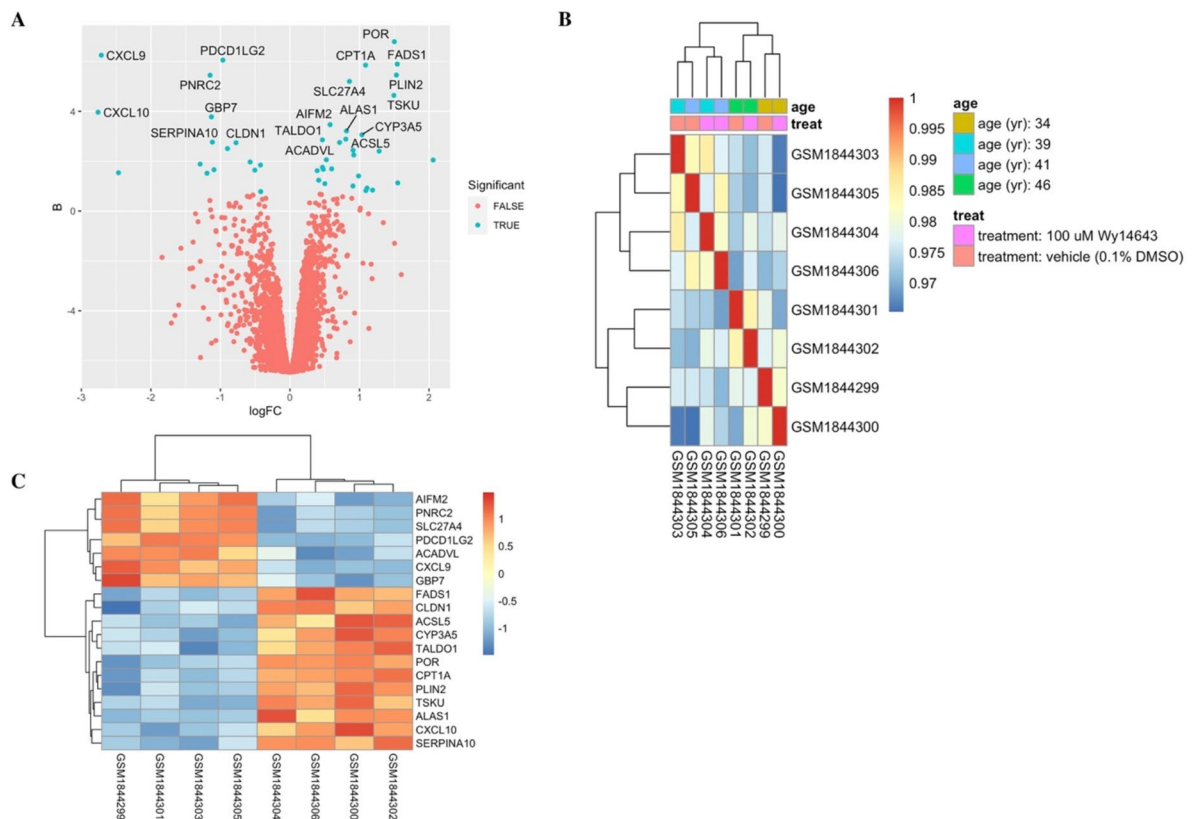 A
POR
CXCL9
PDCD1LG2
CPT1A
FADS1
PNRC2
PLIN2
SLC27A4
TSKU
CXCL10
GBP7
AIFM2
ALAS1
SERPINA10
CLDN1
TALDO1
CYP3A5
ACADVL
ACSL5
4
0
-4
B
-3
-2
-1
0
1
2
logFC
Significant
FALSE
TRUE
B
age
treat
GSM1844303
GSM1844305
GSM1844304
GSM1844306
GSM1844301
GSM1844302
GSM1844299
GSM1844300
GSM1844303
GSM1844305
GSM1844304
GSM1844306
GSM1844301
GSM1844302
GSM1844299
GSM1844300
1
0.995
0.99
0.985
0.98
0.975
0.97
age
age (yr): 34
age (yr): 39
age (yr): 41
age (yr): 46
treat
treatment: 100 uM Wy14643
treatment: vehicle (0.1% DMSO)
C
AIFM2
PNRC2
SLC27A4
PDCD1LG2
ACADVL
CXCL9
GBP7
FADS1
CLDN1
ACSL5
CYP3A5
TALDO1
POR
CPT1A
PLIN2
TSKU
ALAS1
CXCL10
SERPINA10
GSM1844299
GSM1844301
GSM1844303
GSM1844305
GSM1844304
GSM1844306
GSM1844300
GSM1844302
1
0.5
0
-0.5
-1